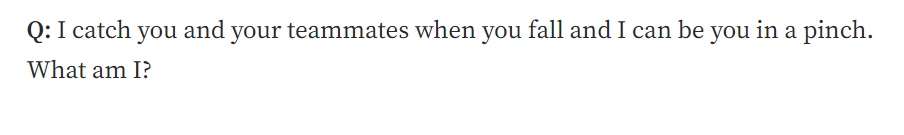 Q: I catch you and your teammates when you fall and I can be you in a pinch.
What am I?